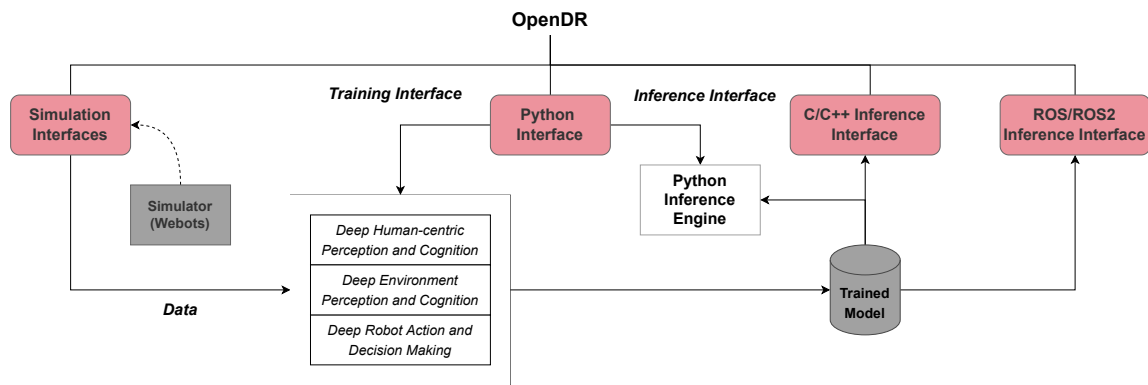 OpenDR
Training Interface
Inference Interface
Simulation
Interfaces
Python
Interface
C/C++ Inference
Interface
ROS/ROS2
Inference Interface
Simulator
(Webots)
Python
Inference
Engine
Deep Human-centric
Perception and Cognition
Deep Environment
Perception and Cognition
Deep Robot Action and
Decision Making
Data
Trained
Model